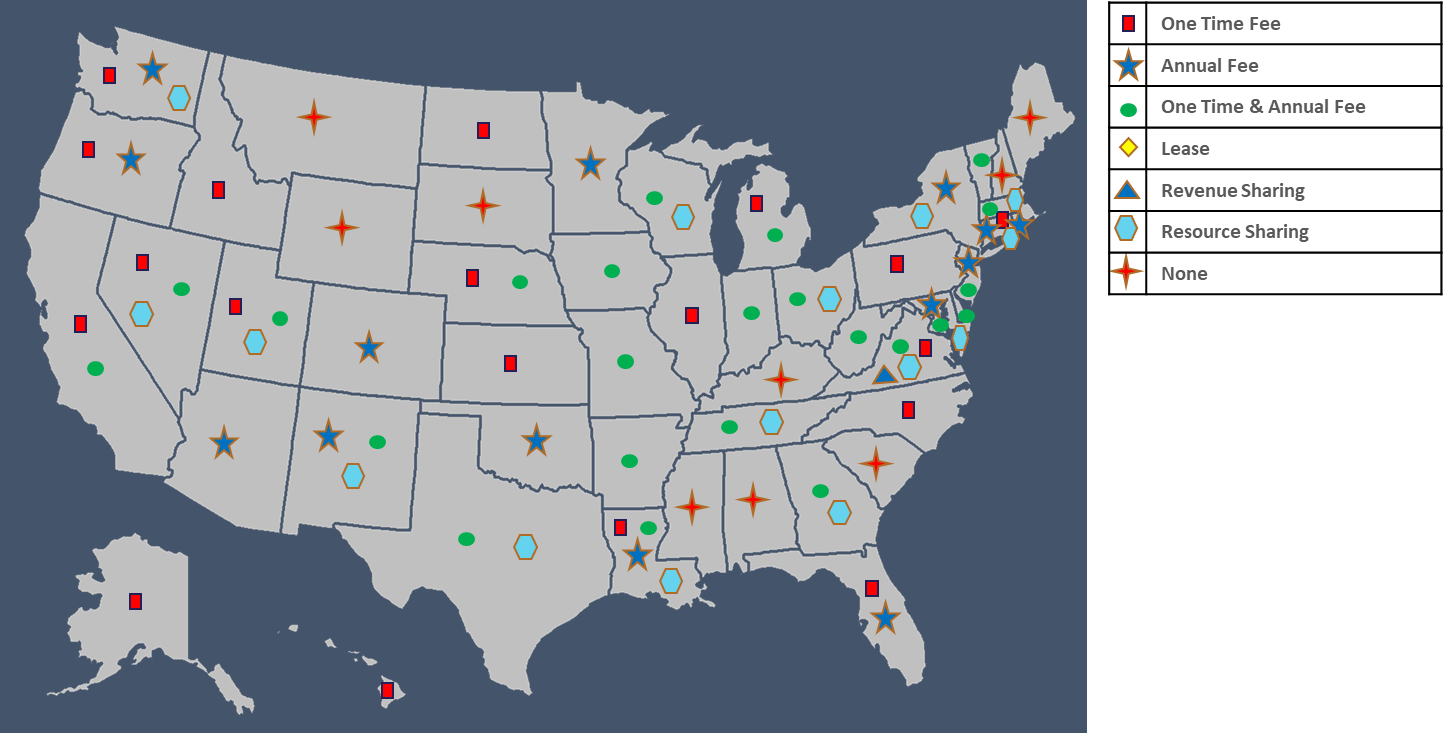 One Time Fee
Annual Fee
One Time & Annual Fee
Lease
Revenue Sharing
Resource Sharing
None